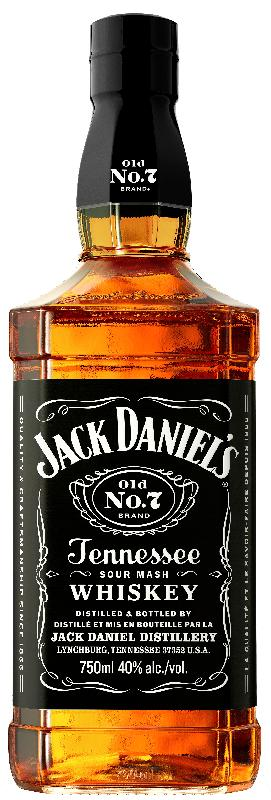 Old
No.7
BRAND
JACK DANIEL'S
Old
No.7
BRAND
Tennessee
SOUR MASH
WHISKEY
DISTILLED & BOTTLED BY
DISTILLÉ ET MIS EN BOUTEILLE PAR LA
JACK DANIEL DISTILLERY
LYNCHBURG, TENNESSEE 37352 U.S.A.
750ml 40% alc./vol.
QUALITY & CRAFTSMANSHIP SINCE 1866
LA QUALITÉ ET LE SAVOIR-FAIRE DEPUIS 1866